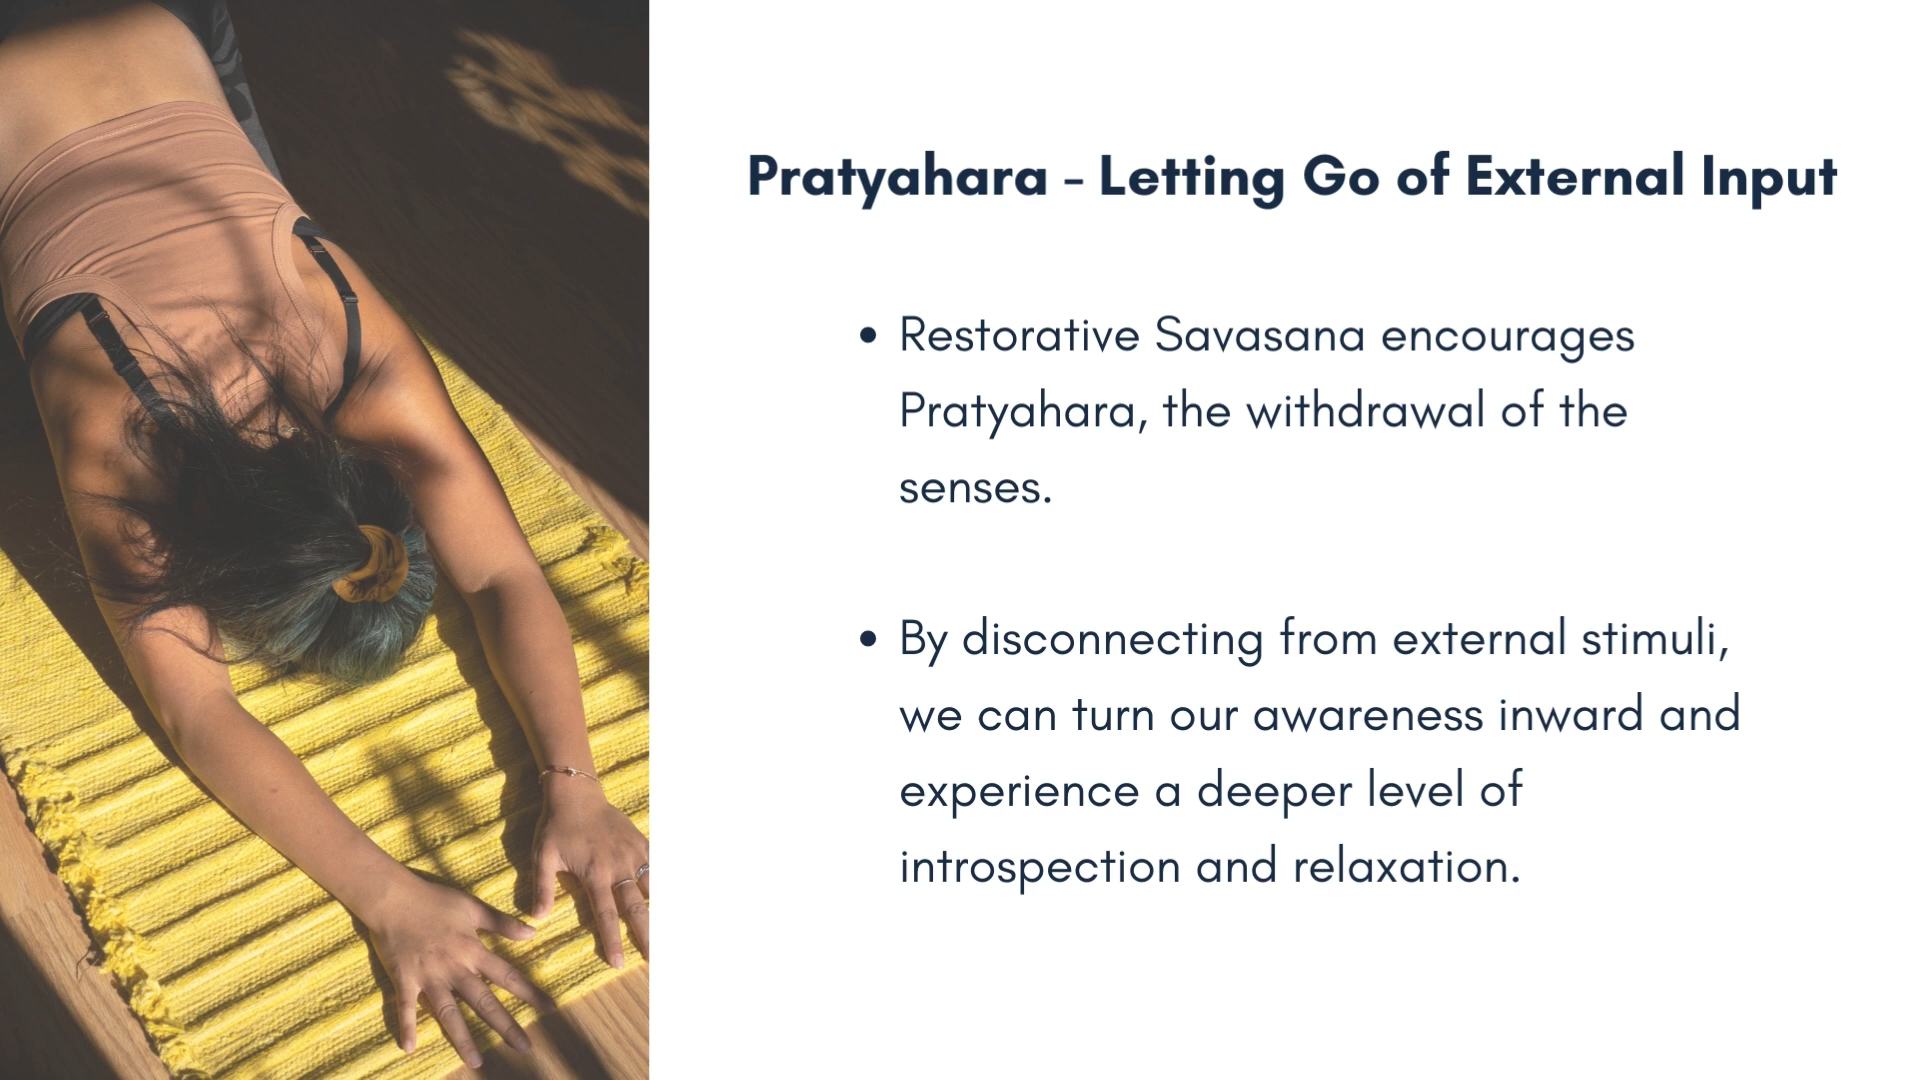 Pratyahara - Letting Go of External Input
• Restorative Savasana encourages
Pratyahara, the withdrawal of the
senses.
• By disconnecting from external stimuli,
we can turn our awareness inward and
experience a deeper level of
introspection and relaxation.